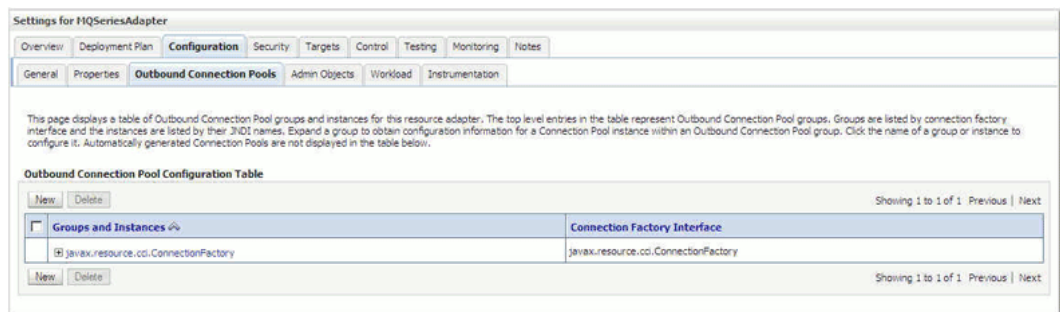 Settings for MQSeriesAdapter
Overview Deployment Plan Configuration Security Targets Control Testing Monitoring Notes
General Properties Outbound Connection Pools Admin Objects Workload Instrumentation
This page displays a table of Outbound Connection Pool groups and instances for this resource adapter. The top level entries in the table represent Outbound Connection Pool groups. Groups are listed by connection factory
interface and the instances are listed by their JNDI names. Expand a group to obtain configuration information for a Connection Pool instance within an Outbound Connection Pool group. Click the name of a group or instance to
configure it. Automatically generated Connection Pools are not displayed in the table below.
Outbound Connection Pool Configuration Table
New Delete Showing 1 to 1 of 1 Previous | Next
Groups and Instances Connection Factory Interface
javax.resource.cci.ConnectionFactory javax.resource.cci.ConnectionFactory
New Delete Showing 1 to 1 of 1 Previous | Next